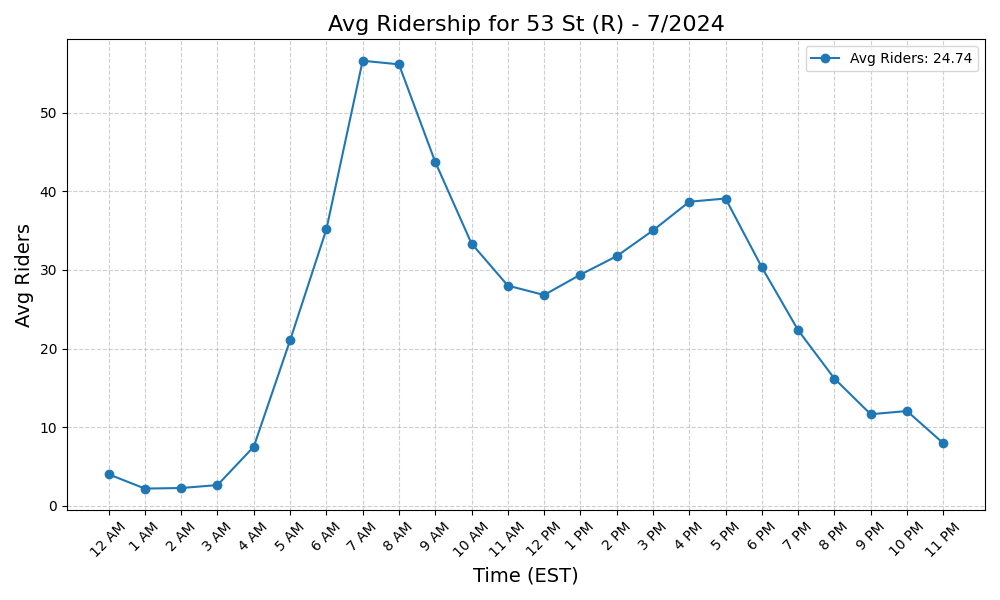 Avg Ridership for 53 St (R) - 7/2024
Avg Riders: 24.74
Avg Riders
50
40
30
20
10
0
12 AM
1 AM
2 AM
3 AM
4 AM
5 AM
6 AM
7 AM
8 AM
9 AM
10 AM
11 AM
12 PM
1 PM
2 PM
3 PM
4 PM
5 PM
6 PM
7 PM
8 PM
9 PM
10 PM
11 PM
Time (EST)